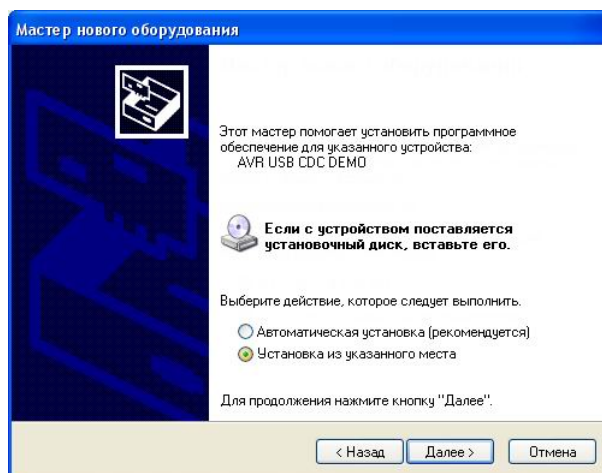 Мастер нового оборудования
Этот мастер помогает установить программное
обеспечение для указанного устройства:
AVR USB CDC DEMO
Если с устройством поставляется
установочный диск, вставьте его.
Выберите действие, которое следует выполнить.
Автоматическая установка (рекомендуется)
Установка из указанного места
Для продолжения нажмите кнопку "Далее".
< Назад Далее > Отмена